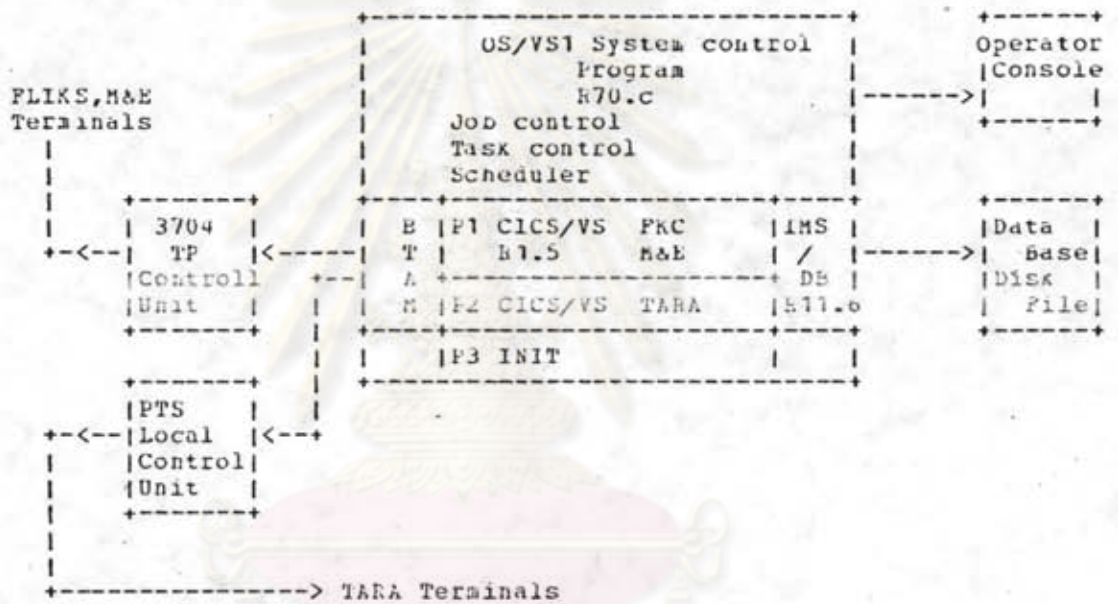 OS/VS1 System control
Program
R70.c
Job control
Task control
Scheduler
Operator
Console
FLIKS,M&E
Terminals
3704
TP
Controll
Unit
B
T
A
M
P1 CICS/VS FKC
R1.5 M&E
P2 CICS/VS TARA
P3 INIT
IMS
/
DB
R11.6
Data
Base
Disk
File
PTS
Local
Control
Unit
TARA Terminals